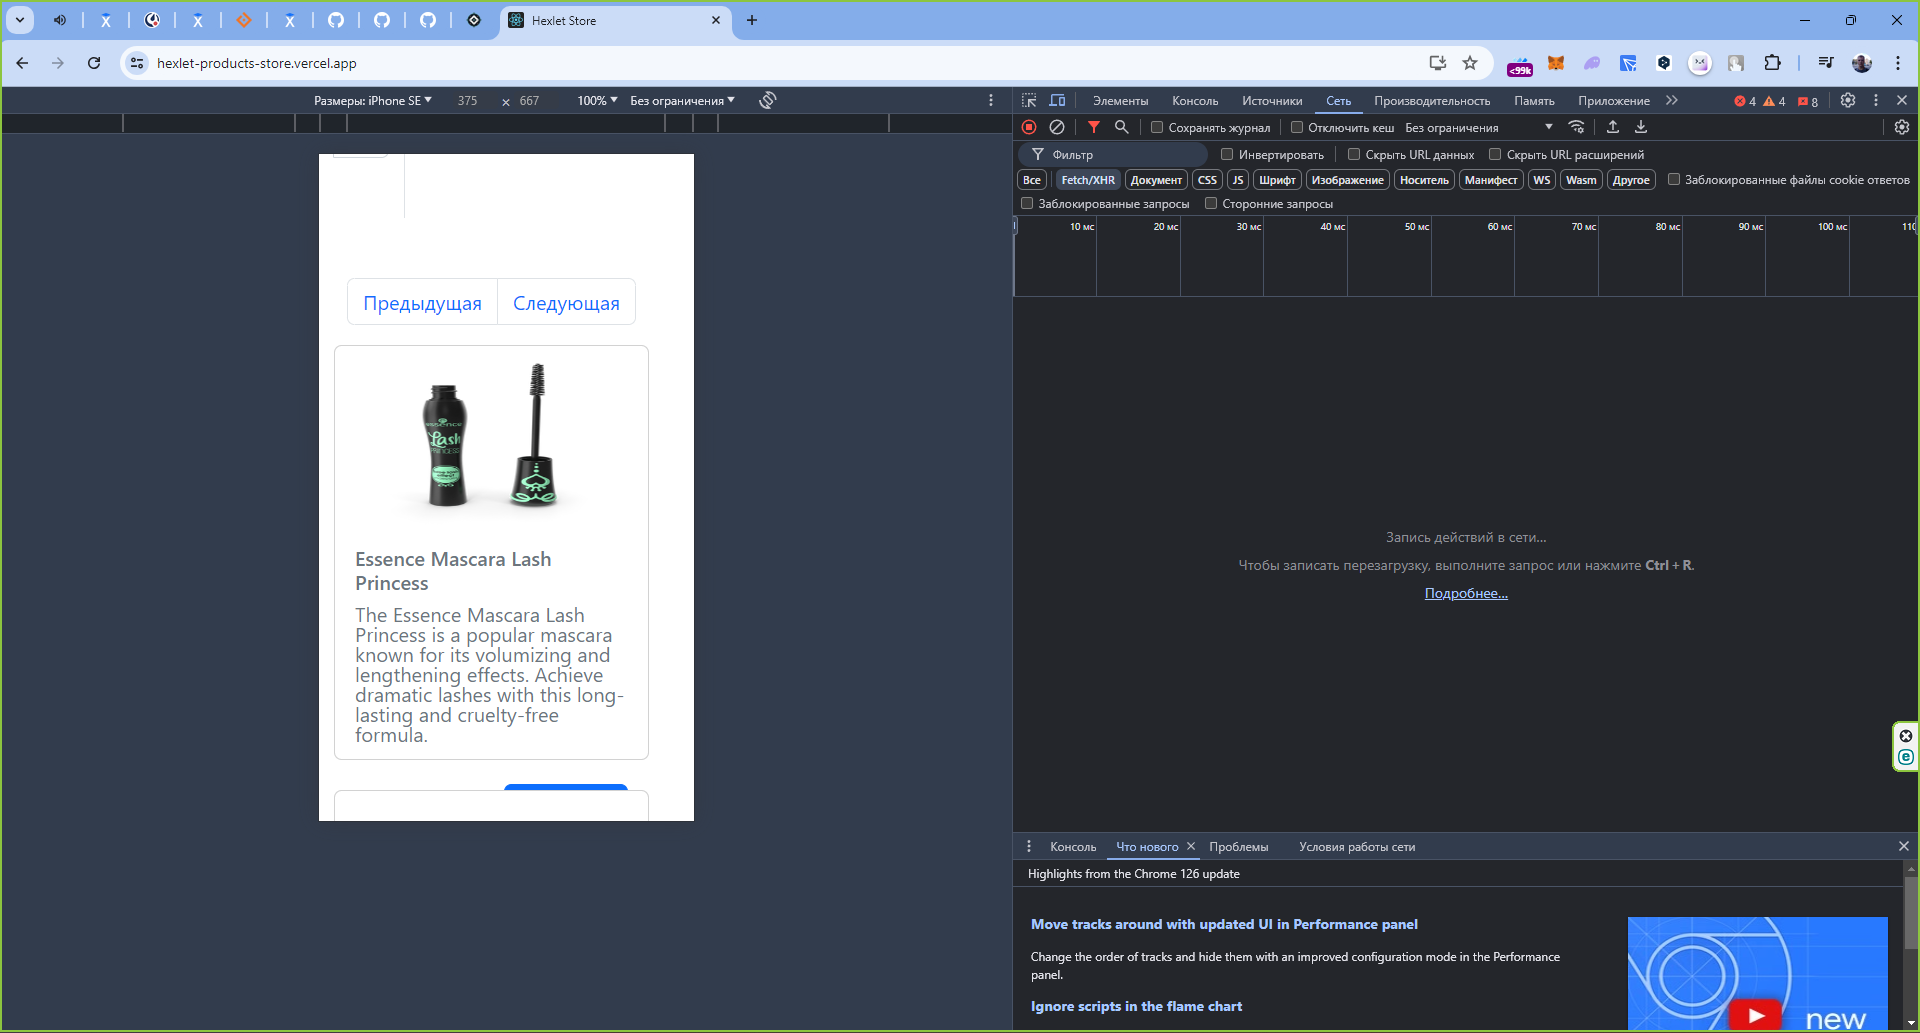 Hexlet Store
hexlet-products-store.vercel.app
<99k
Размеры: iPhone SE 375 × 667 100% Без ограничения
Элементы Консоль Источники Сеть Производительность Память Приложение 4 4 8
Сохранять журнал Отключить кеш Без ограничения
Фильтр Инвертировать Скрыть URL данных Скрыть URL расширений
Все Fetch/XHR Документ CSS JS Шрифт Изображение Носитель Манифест WS Wasm Другое Заблокированные файлы cookie ответов
Заблокированные запросы Сторонние запросы
10 мс 20 мс 30 мс 40 мс 50 мс 60 мс 70 мс 80 мс 90 мс 100 мс 110
Предыдущая Следующая
essence
Lash
PRINCESS
Essence Mascara Lash
Princess
The Essence Mascara Lash
Princess is a popular mascara
known for its volumizing and
lengthening effects. Achieve
dramatic lashes with this long-
lasting and cruelty-free
formula.
Запись действий в сети…
Чтобы записать перезагрузку, выполните запрос или нажмите Ctrl + R.
Подробнее…
Консоль Что нового Проблемы Условия работы сети
Highlights from the Chrome 126 update
Move tracks around with updated UI in Performance panel
Change the order of tracks and hide them with an improved configuration mode in the Performance
panel.
Ignore scripts in the flame chart
new